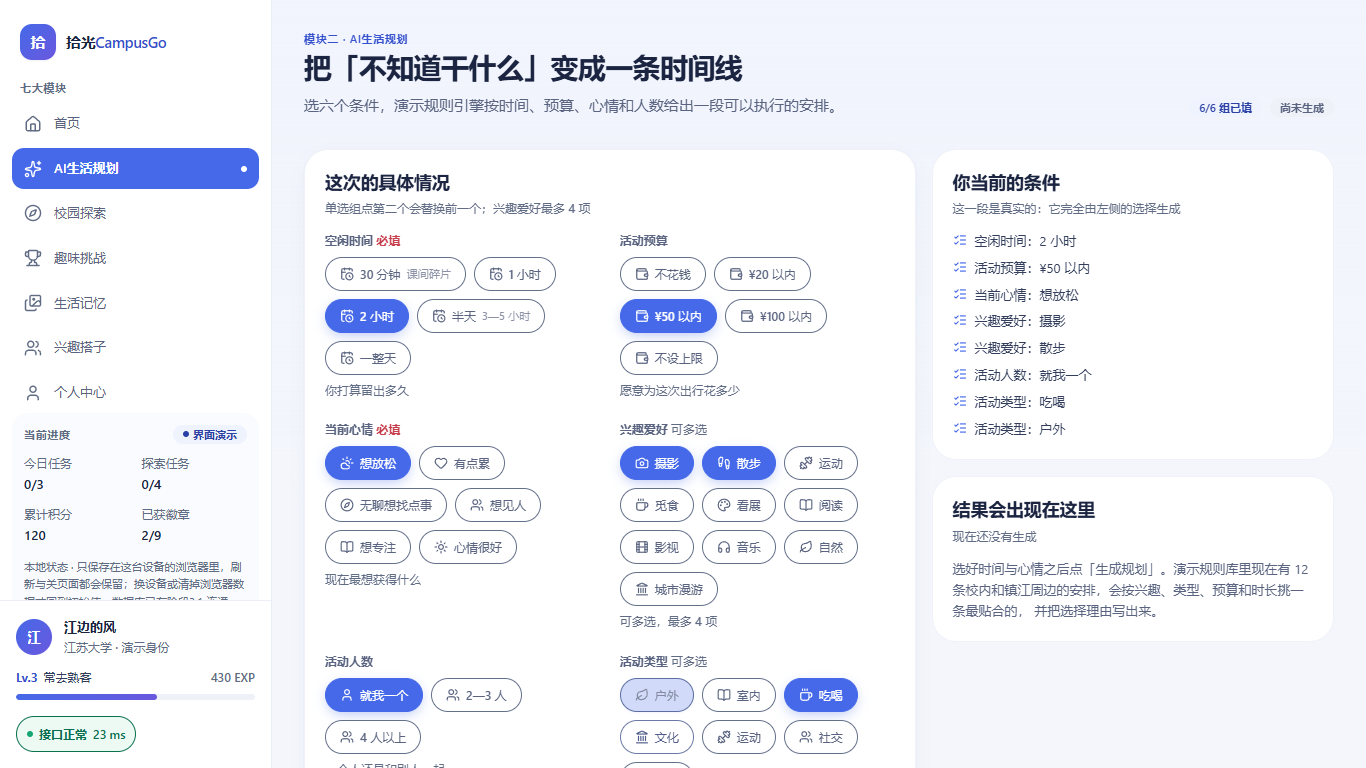 拾
拾光CampusGo
七大模块
首页
AI生活规划
校园探索
趣味挑战
生活记忆
兴趣搭子
个人中心
当前进度
界面演示
今日任务
探索任务
0/3
0/4
累计积分
已获徽章
120
2/9
本地状态 · 只保存在这台设备的浏览器里，刷
新与关页面都会保留；换设备或清掉浏览器数
江
江边的风
江苏大学 · 演示身份
Lv.3 常去熟客
430 EXP
接口正常 23 ms
模块二 · AI生活规划
把「不知道干什么」变成一条时间线
选六个条件，演示规则引擎按时间、预算、心情和人数给出一段可以执行的安排。
6/6 组已填
尚未生成
这次的具体情况
单选组点第二个会替换前一个；兴趣爱好最多 4 项
空闲时间 必填
30 分钟 课间碎片
1 小时
2 小时
半天 3—5 小时
一整天
你打算留出多久
活动预算
不花钱
¥20 以内
¥50 以内
¥100 以内
不设上限
愿意为这次出行花多少
当前心情 必填
想放松
有点累
无聊想找点事
想见人
想专注
心情很好
现在最想获得什么
兴趣爱好 可多选
摄影
散步
运动
觅食
看展
阅读
影视
音乐
自然
城市漫游
可多选，最多 4 项
活动人数
就我一个
2—3 人
4 人以上
活动类型 可多选
户外
室内
吃喝
文化
运动
社交
你当前的条件
这一段是真实的：它完全由左侧的选择生成
空闲时间：2 小时
活动预算：¥50 以内
当前心情：想放松
兴趣爱好：摄影
兴趣爱好：散步
活动人数：就我一个
活动类型：吃喝
活动类型：户外
结果会出现在这里
现在还没有生成
选好时间与心情之后点「生成规划」。演示规则库里现在有 12
条校内和镇江周边的安排，会按兴趣、类型、预算和时长挑一
条最贴合的， 并把选择理由写出来。